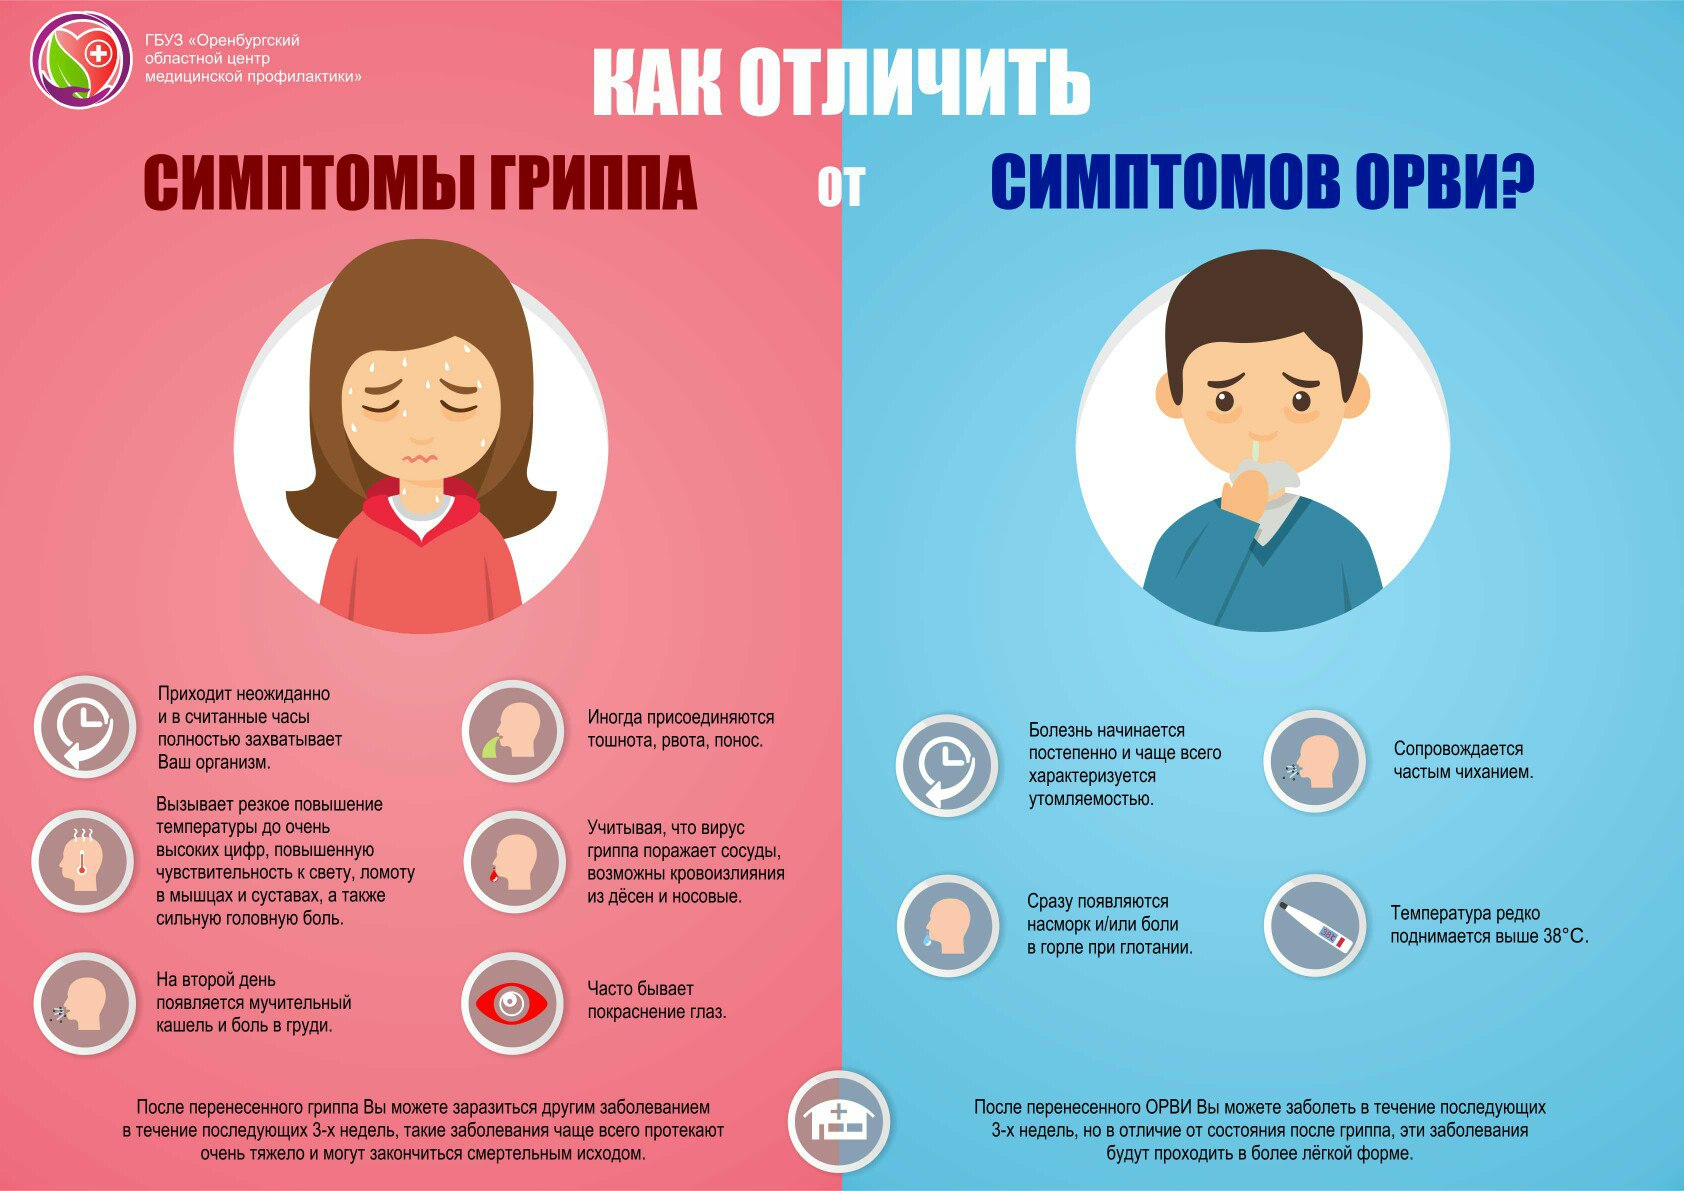 ГБУЗ «Оренбургский
областной центр
медицинской профилактики»
КАК ОТЛИЧИТЬ
СИМПТОМЫ ГРИППА
ОТ
СИМПТОМОВ ОРВИ?
Приходит неожиданно
и в считанные часы
полностью захватывает
Ваш организм.
Вызывает резкое повышение
температуры до очень
высоких цифр, повышенную
чувствительность к свету, ломоту
в мышцах и суставах, а также
сильную головную боль.
На второй день
появляется мучительный
кашель и боль в груди.
Иногда присоединяются
тошнота, рвота, понос.
Учитывая, что вирус
гриппа поражает сосуды,
возможны кровоизлияния
из дёсен и носовые.
Часто бывает
покраснение глаз.
После перенесенного гриппа Вы можете заразиться другим заболеванием
в течение последующих 3-х недель, такие заболевания чаще всего протекают
очень тяжело и могут закончиться смертельным исходом.
Болезнь начинается
постепенно и чаще всего
характеризуется
утомляемостью.
Сразу появляются
насморк и/или боли
в горле при глотании.
Сопровождается
частым чиханием.
Температура редко
поднимается выше 38°С.
После перенесенного ОРВИ Вы можете заболеть в течение последующих
3-х недель, но в отличие от состояния после гриппа, эти заболевания
будут проходить в более лёгкой форме.